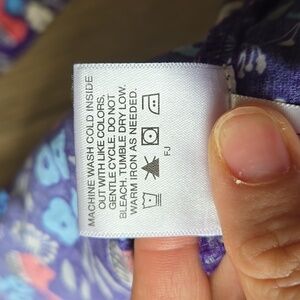 MACHINE WASH COLD INSIDE
OUT WITH LIKE COLORS.
GENTLE CYCLE. DO NOT
BLEACH. TUMBLE DRY LOW.
WARM IRON AS NEEDED.
FJ